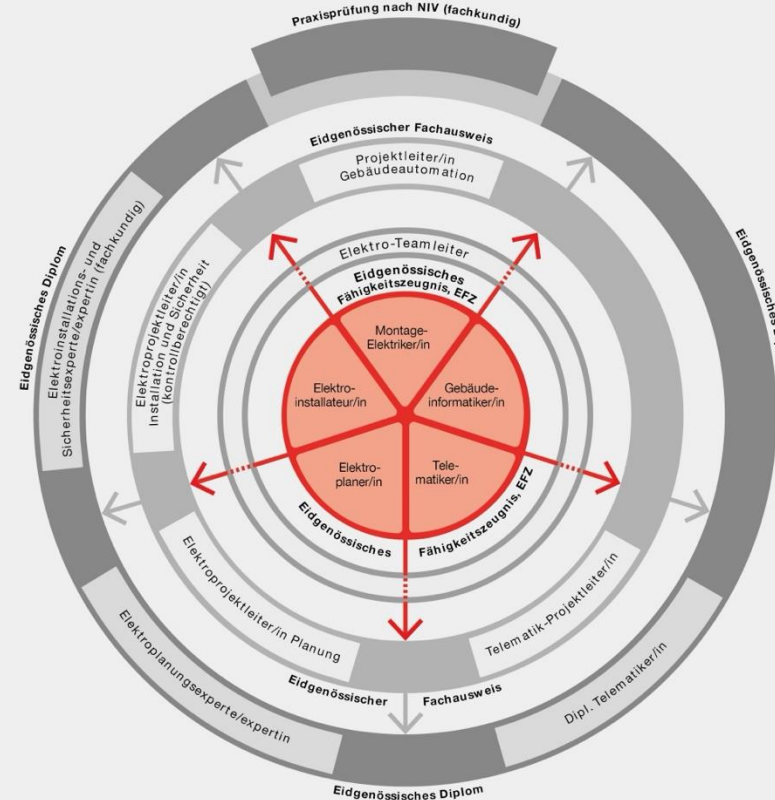 Praxisprüfung nach NIV (fachkundig)
Eidgenössischer Fachausweis
Projektleiter/in
Gebäudeautomation
Elektro-Teamleiter
Eidgenössisches
Fähigkeitszeugnis, EFZ
Montage-
Elektriker/in
Elektro-
installateur/in
Gebäude-
informatiker/in
Elektro-
planer/in
Tele-
matiker/in
Eidgenössisches
Fähigkeitszeugnis, EFZ
Eidgenössisches Diplom
Elektroinstallations- und
Sicherheitsexperte/expertin (fachkundig)
Elektroprojektleiter/in
Installation und Sicherheit
(kontrollberechtigt)
Eidgenössisches
Elektroprojektleiter/in Planung
Telematik-Projektleiter/in
Eidgenössischer
Fachausweis
Elektroplanungsexperte/expertin
Dipl. Telematiker/in
Eidgenössisches Diplom